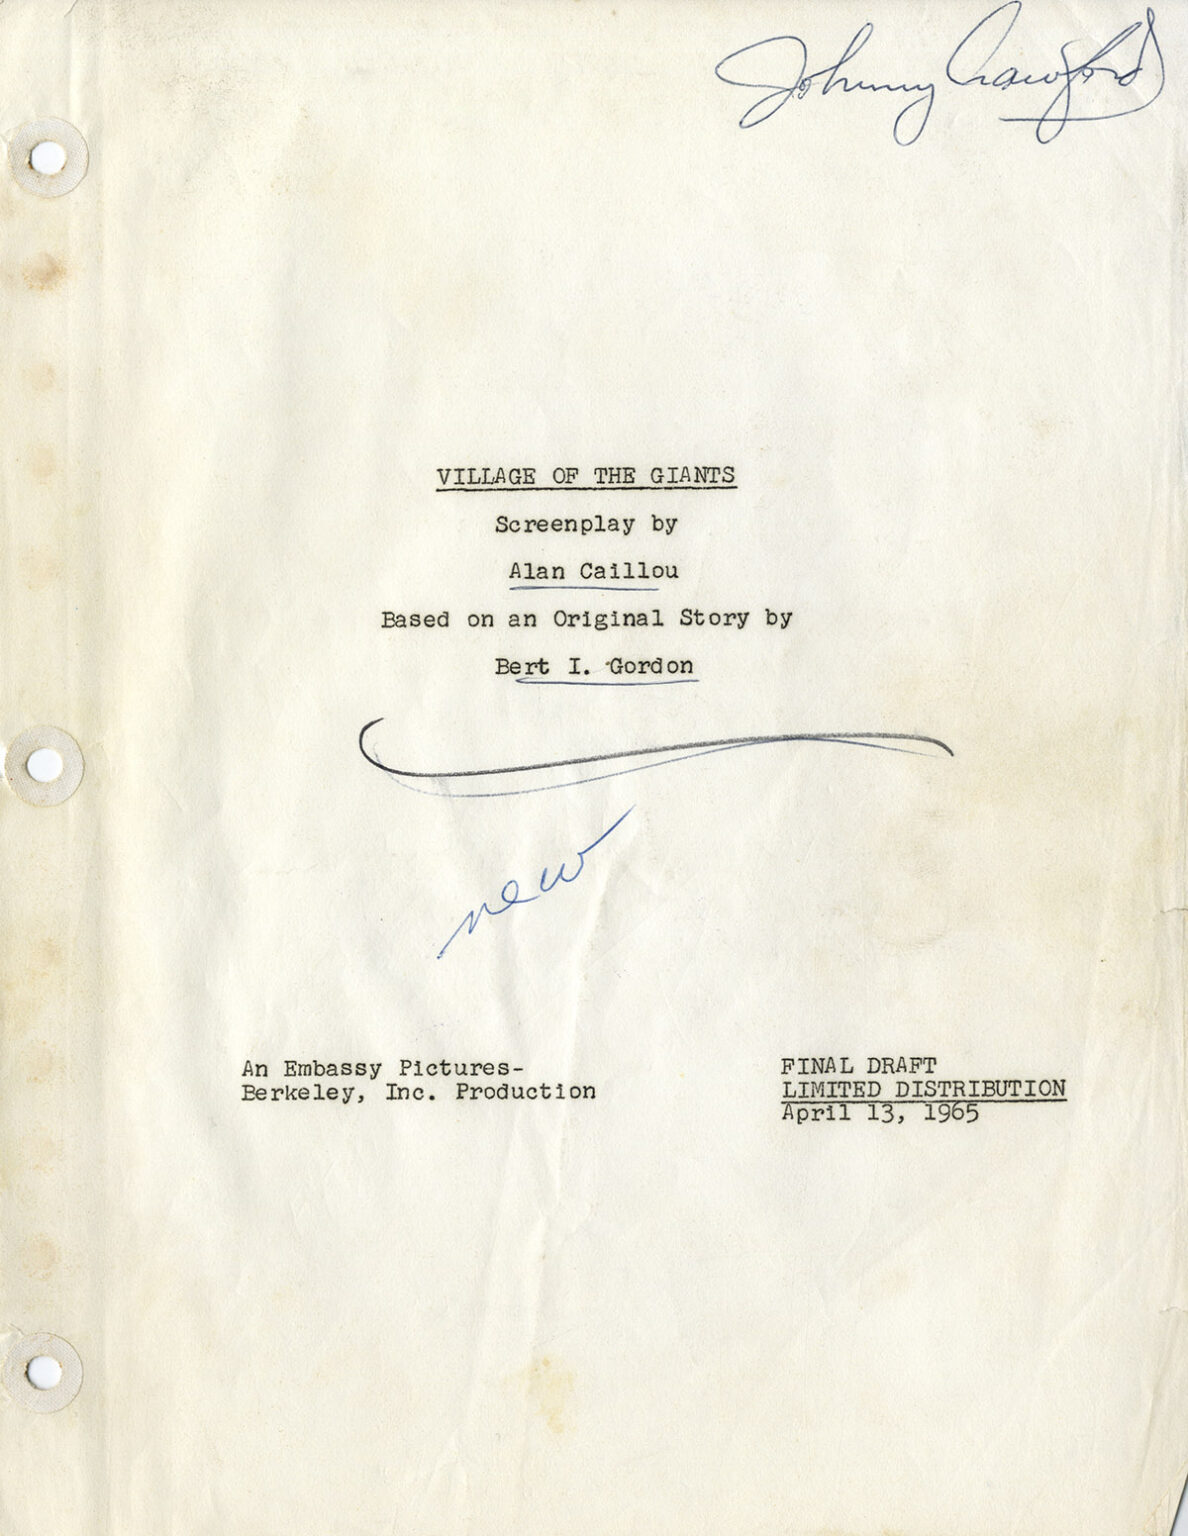 Johnny Crawford
VILLAGE OF THE GIANTS
Screenplay by
Alan Caillou
Based on an Original Story by
Bert I. Gordon
new
An Embassy Pictures-
Berkeley, Inc. Production
FINAL DRAFT
LIMITED DISTRIBUTION
April 13, 1965